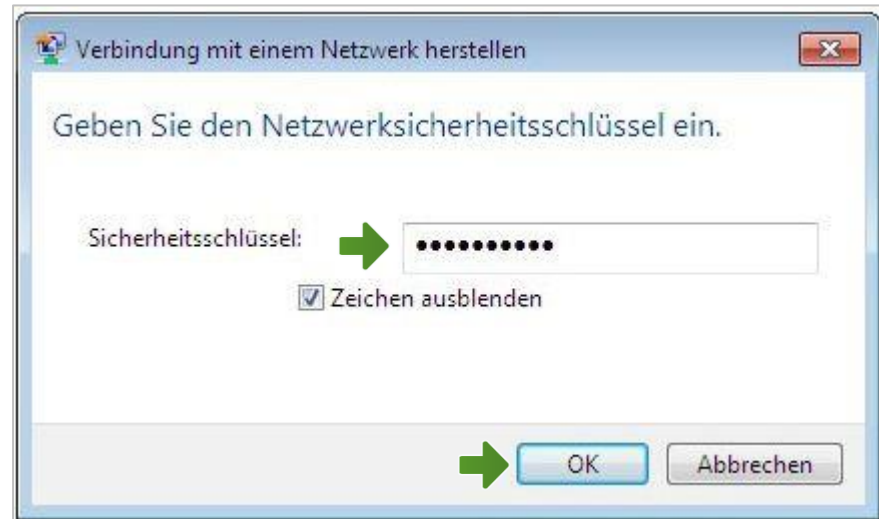 Verbindung mit einem Netzwerk herstellen
Geben Sie den Netzwerksicherheitsschlüssel ein.
Sicherheitsschlüssel: ••••••••••
Zeichen ausblenden
OK Abbrechen